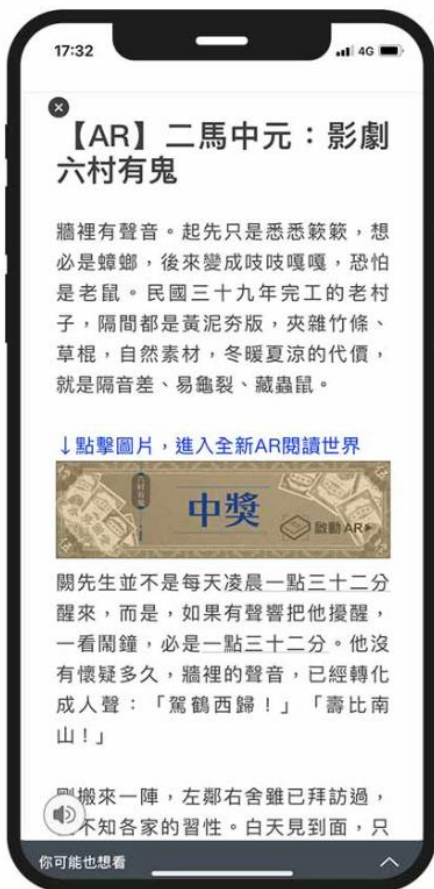 17:32
4G
【AR】二馬中元：影劇
六村有鬼
牆裡有聲音。起先只是悉悉簌簌，想
必是蟑螂，後來變成吱吱嘎嘎，恐怕
是老鼠。民國三十九年完工的老村
子，隔間都是黃泥夯版，夾雜竹條、
草棍，自然素材，冬暖夏涼的代價，
就是隔音差、易龜裂、藏蟲鼠。
↓點擊圖片，進入全新AR閱讀世界
六村有鬼
中獎
啟動 AR
闕先生並不是每天凌晨一點三十二分
醒來，而是，如果有聲響把他擾醒，
一看鬧鐘，必是一點三十二分。他沒
有懷疑多久，牆裡的聲音，已經轉化
成人聲：「駕鶴西歸！」「壽比南
山！」
剛搬來一陣，左鄰右舍雖已拜訪過，
不知各家的習性。白天見到面，只
你可能也想看